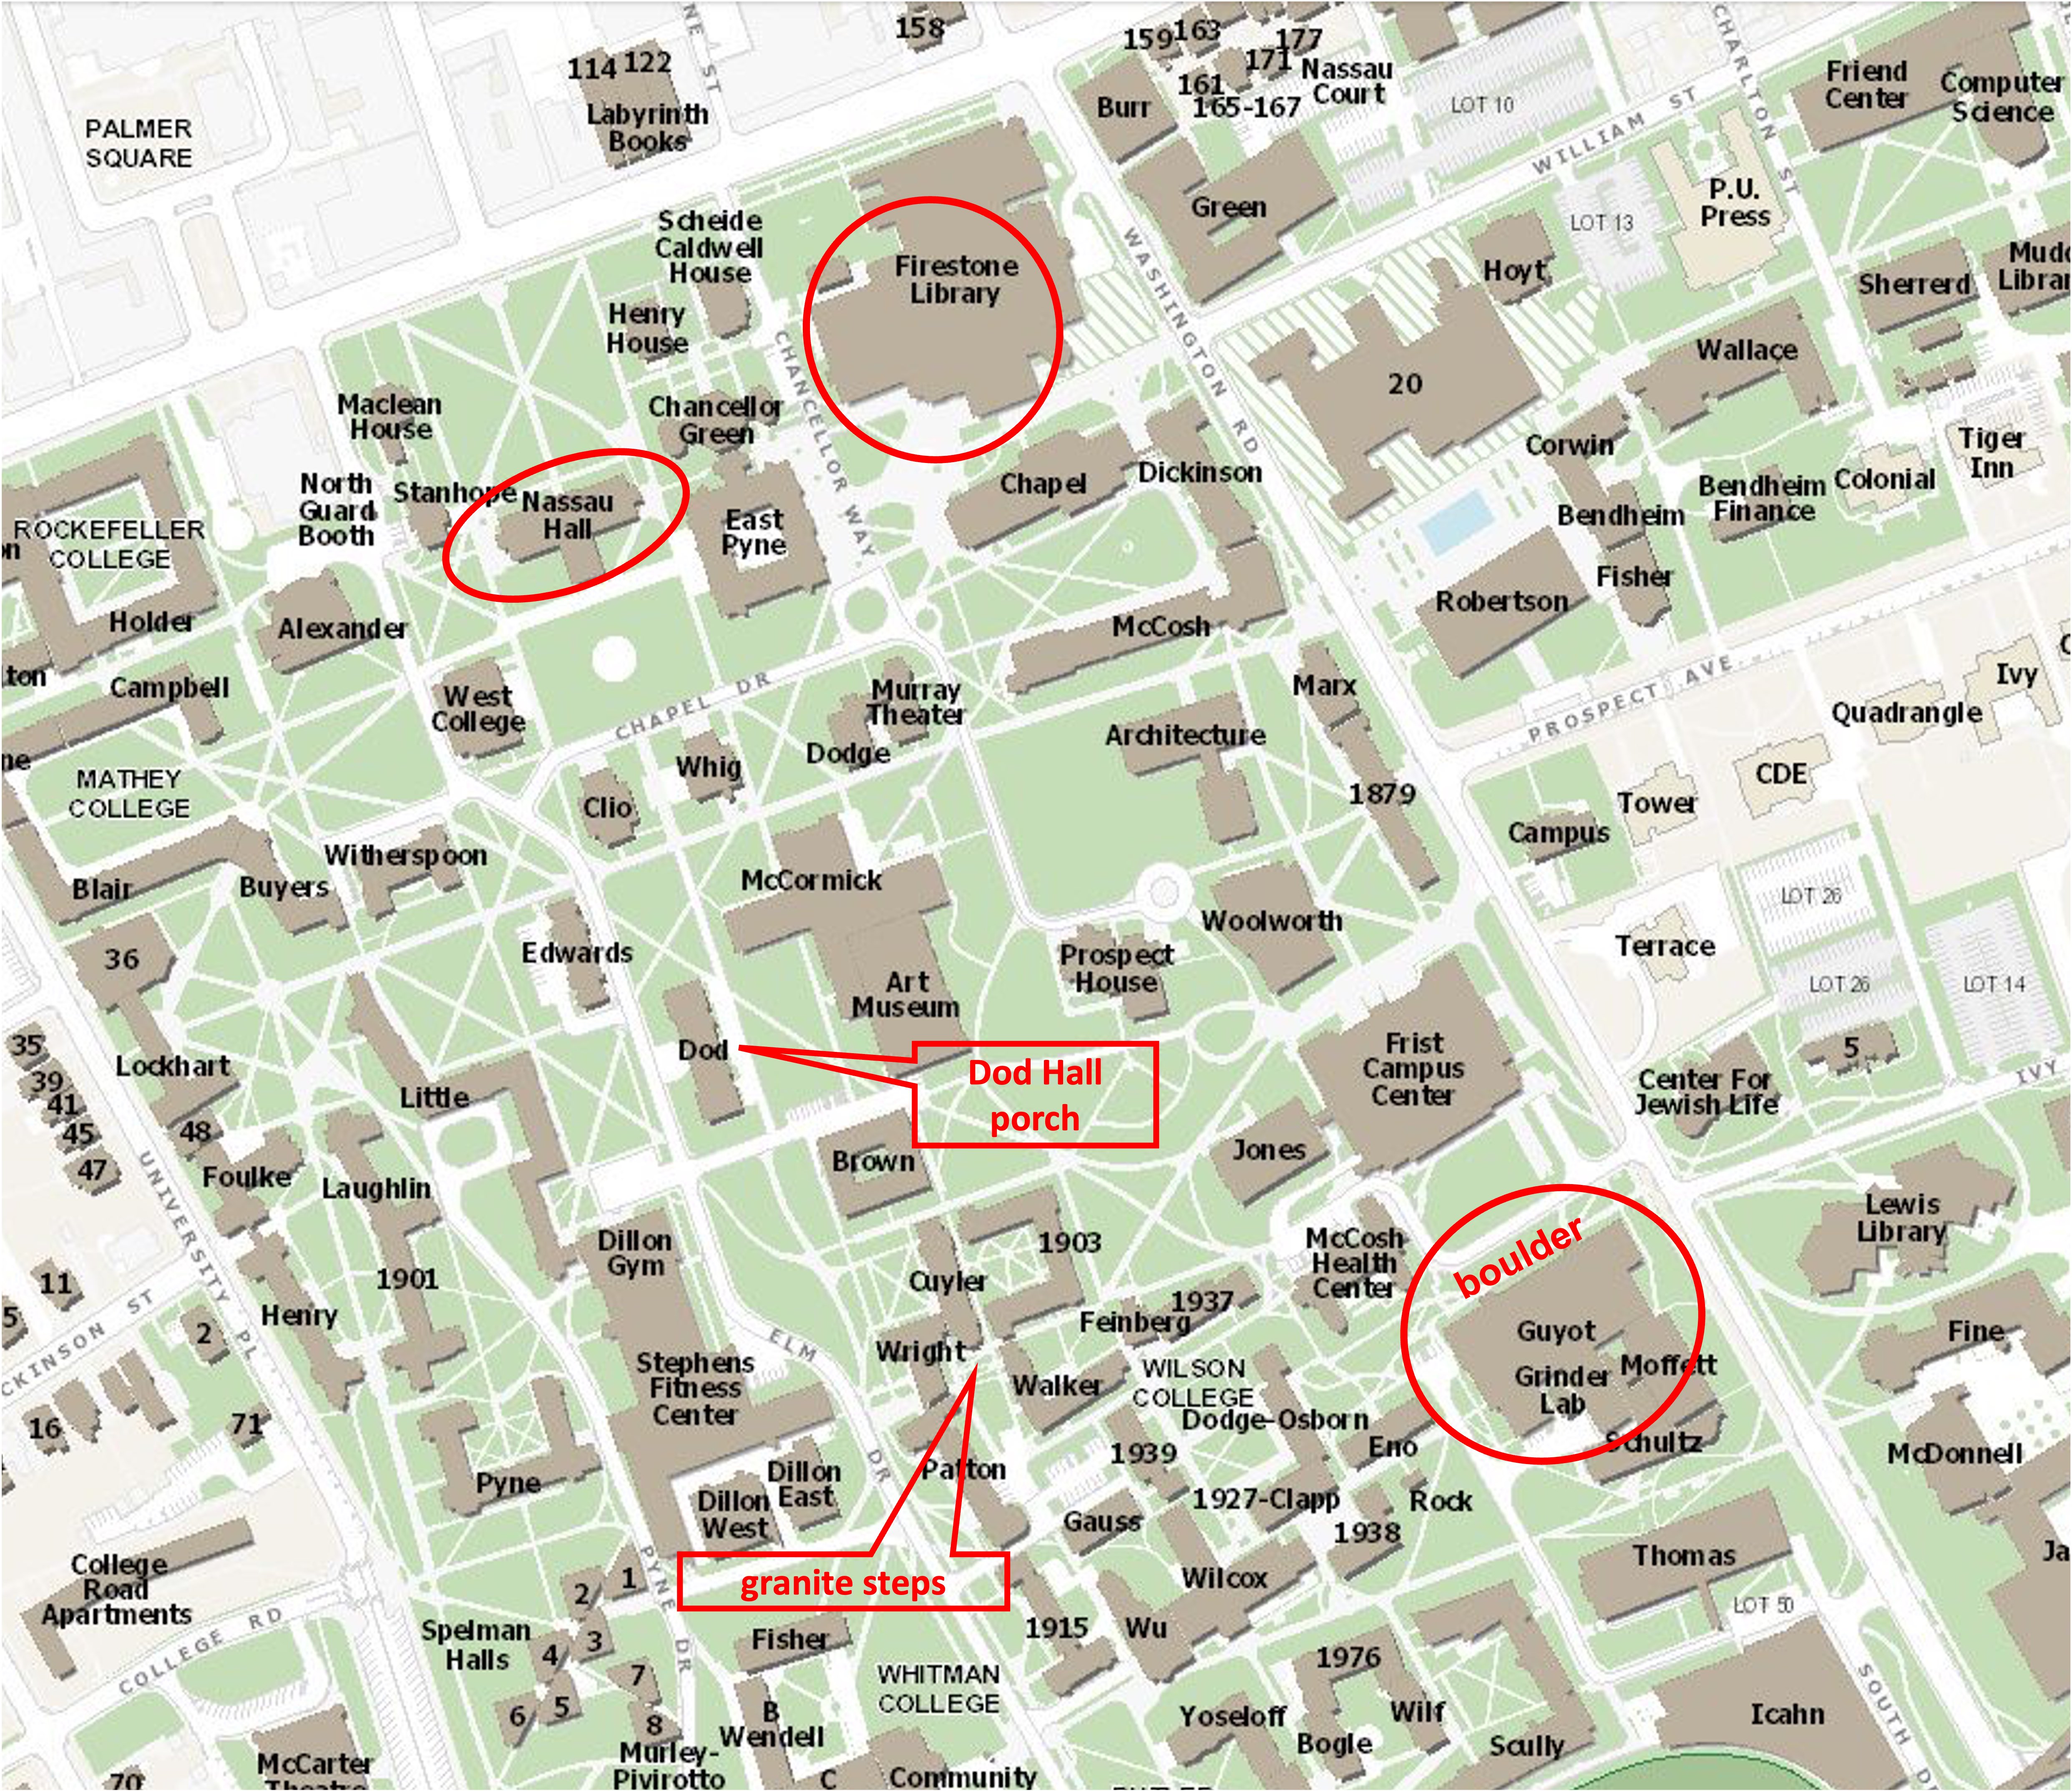 158
159
163
177
171
161
165-167
Nassau
Court
114
122
Labyrinth
Books
PALMER
SQUARE
Burr
LOT 10
WILLIAM ST
CHARLTON ST
Friend
Center
Computer
Science
P.U.
Press
LOT 13
Green
Hoyt
Scheide
Caldwell
House
Henry
House
Firestone
Library
WASHINGTON RD
CHANCELLOR WAY
Sherrerd
Wallace
20
Maclean
House
Chancellor
Green
North
Guard
Booth
Stanhope
Nassau
Hall
East
Pyne
Chapel
Dickinson
Corwin
Tiger
Inn
Colonial
Bendheim
Finance
Bendheim
Fisher
Robertson
ROCKEFELLER
COLLEGE
Holder
Alexander
McCosh
Campbell
West
College
CHAPEL DR
Murray
Theater
Dodge
Marx
Architecture
PROSPECT AVE
Ivy
Quadrangle
MATHEY
COLLEGE
Whig
Clio
1879
CDE
Tower
Campus
Witherspoon
Blair
Buyers
McCormick
Woolworth
LOT 26
36
Edwards
Prospect
House
Terrace
Art
Museum
LOT 26
LOT 14
35
39
41
45
47
Lockhart
Little
Dod
Dod Hall
porch
Frist
Campus
Center
5
Center For
Jewish Life
IVY
48
Foulke
Laughlin
Brown
Jones
UNIVERSITY PL
Lewis
Library
Dillon
Gym
1903
McCosh
Health
Center
boulder
11
1901
Cuyler
1937
Feinberg
Henry
2
ST
ELM DR
Wright
Walker
WILSON
COLLEGE
Guyot
Moffett
Grinder
Lab
Fine
Stephens
Fitness
Center
Dodge-Osborn
16
71
1939
Eno
Schultz
McDonnell
Pyne
Dillon
East
Dillon
West
Patton
1927-Clapp
Rock
Gauss
1938
Thomas
College
Road
Apartments
PYNE DR
1
2
granite steps
Wilcox
LOT 50
COLLEGE RD
Spelman
Halls
3
4
Fisher
1915
Wu
7
5
6
8
WHITMAN
COLLEGE
1976
B
Wendell
Yoseloff
Wilf
Bogle
Scully
Icahn
SOUTH
McCarter
Murley-
Pivirotto
C
Community
70